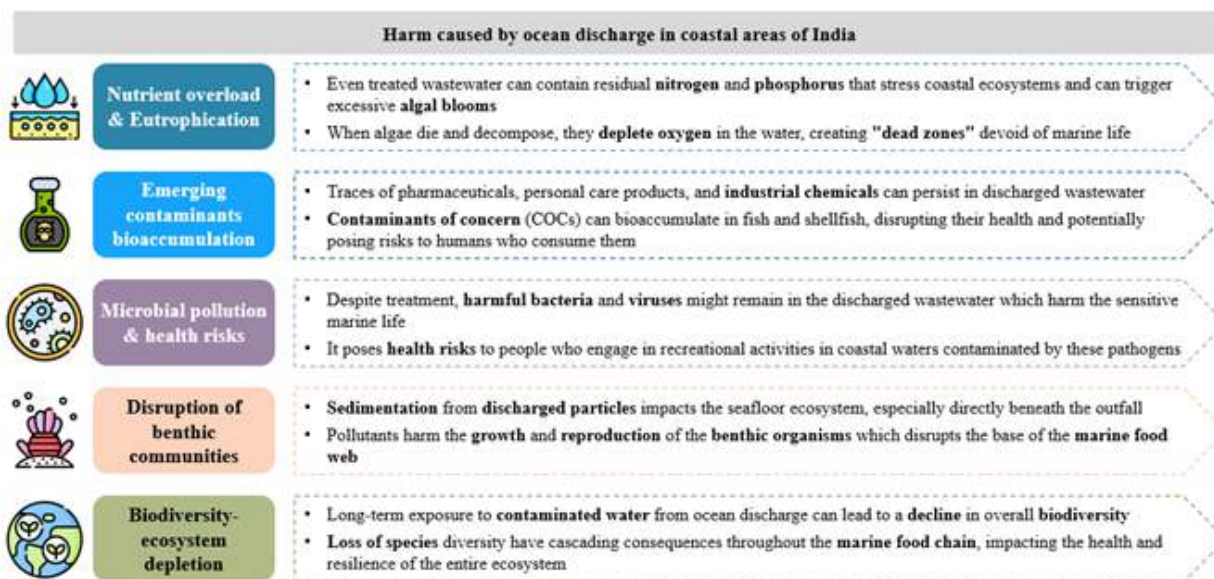 Harm caused by ocean discharge in coastal areas of India
Nutrient overload
& Eutrophication
• Even treated wastewater can contain residual nitrogen and phosphorus that stress coastal ecosystems and can trigger
excessive algal blooms
• When algae die and decompose, they deplete oxygen in the water, creating "dead zones" devoid of marine life
Emerging
contaminants
bioaccumulation
• Traces of pharmaceuticals, personal care products, and industrial chemicals can persist in discharged wastewater
• Contaminants of concern (COCs) can bioaccumulate in fish and shellfish, disrupting their health and potentially
posing risks to humans who consume them
Microbial pollution
& health risks
• Despite treatment, harmful bacteria and viruses might remain in the discharged wastewater which harm the sensitive
marine life
• It poses health risks to people who engage in recreational activities in coastal waters contaminated by these pathogens
Disruption of
benthic
communities
• Sedimentation from discharged particles impacts the seafloor ecosystem, especially directly beneath the outfall
• Pollutants harm the growth and reproduction of the benthic organisms which disrupts the base of the marine food
web
Biodiversity-
ecosystem
depletion
• Long-term exposure to contaminated water from ocean discharge can lead to a decline in overall biodiversity
• Loss of species diversity have cascading consequences throughout the marine food chain, impacting the health and
resilience of the entire ecosystem